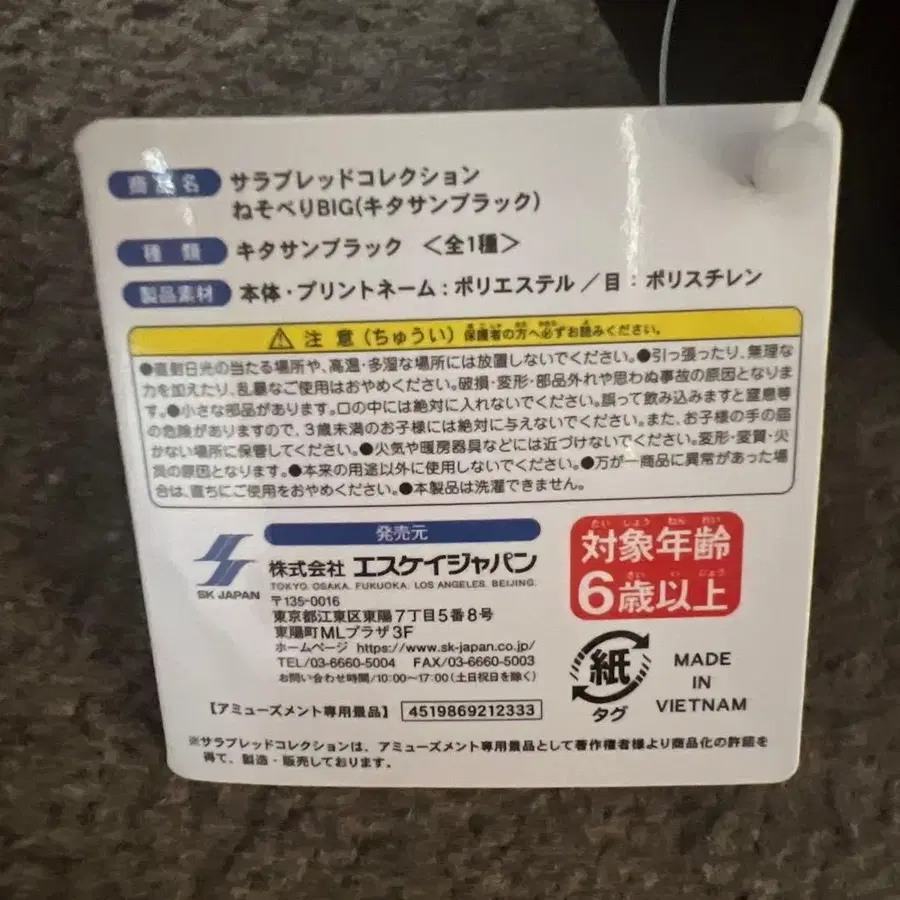 商品名 サラブレッドコレクション
ねそべりBIG(キタサンブラック)
種類 キタサンブラック <全1種>
製品素材 本体・プリントネーム:ポリエステル/目:ポリスチレン
注意(ちゅうい) 保護者の方へ必ずお読みください。
●直射日光の当たる場所や、高温・多湿な場所には放置しないでください。●引っ張ったり、無理な
力を加えたり、乱暴なご使用はおやめください。破損・変形・部品外れや思わぬ事故の原因となりま
す。●小さな部品があります。口の中には絶対に入れないでください。誤って飲み込みますと窒息等
の危険がありますので、3歳未満のお子様には絶対に与えないでください。また、お子様の手の届
かない場所に保管してください。●火気や暖房器具などには近づけないでください。変形・変質・火
災の原因となります。●本来の用途以外に使用しないでください。●万が一商品に異常があった場
合は、直ちにご使用をおやめください。●本製品は洗濯できません。
発売元
SK JAPAN
株式会社 エスケイジャパン
TOKYO. OSAKA. FUKUOKA. LOS ANGELES. BEIJING.
〒135-0016
東京都江東区東陽7丁目5番8号
東陽町MLプラザ3F
ホームページ https://www.sk-japan.co.jp/
TEL/03-6660-5004 FAX/03-6660-5003
お問い合わせ時間/10:00~17:00(土日祝日を除く)
たいしょうねんれい
対象年齢
さいいじょう
6歳以上
紙
タグ
MADE
IN
VIETNAM
【アミューズメント専用景品】 4519869212333
※サラブレッドコレクションは、アミューズメント専用景品として著作権者様より商品化の許諾を
得て、製造・販売しております。